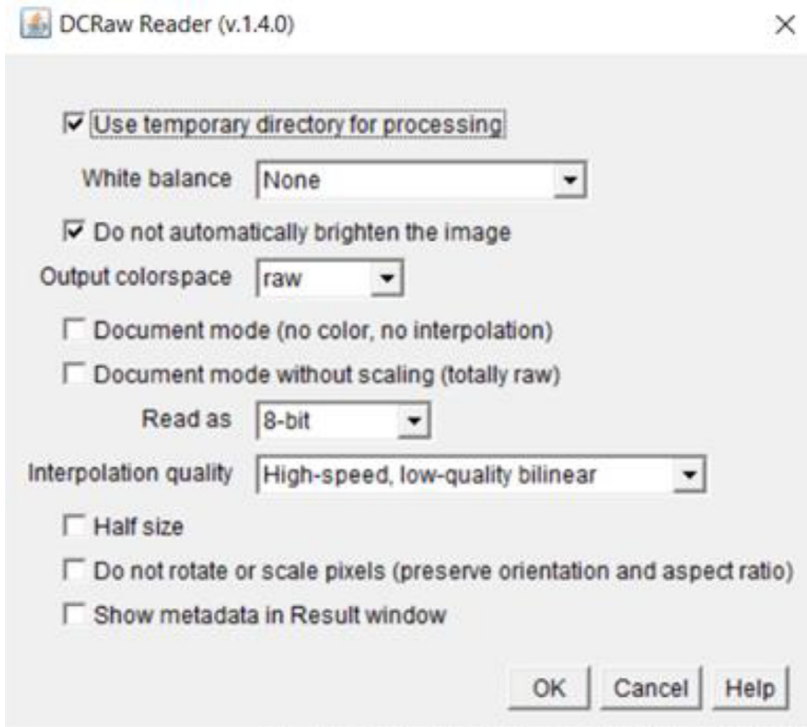 DCRaw Reader (v.1.4.0)
Use temporary directory for processing
White balance None
Do not automatically brighten the image
Output colorspace raw
Document mode (no color, no interpolation)
Document mode without scaling (totally raw)
Read as 8-bit
Interpolation quality High-speed, low-quality bilinear
Half size
Do not rotate or scale pixels (preserve orientation and aspect ratio)
Show metadata in Result window
OK Cancel Help